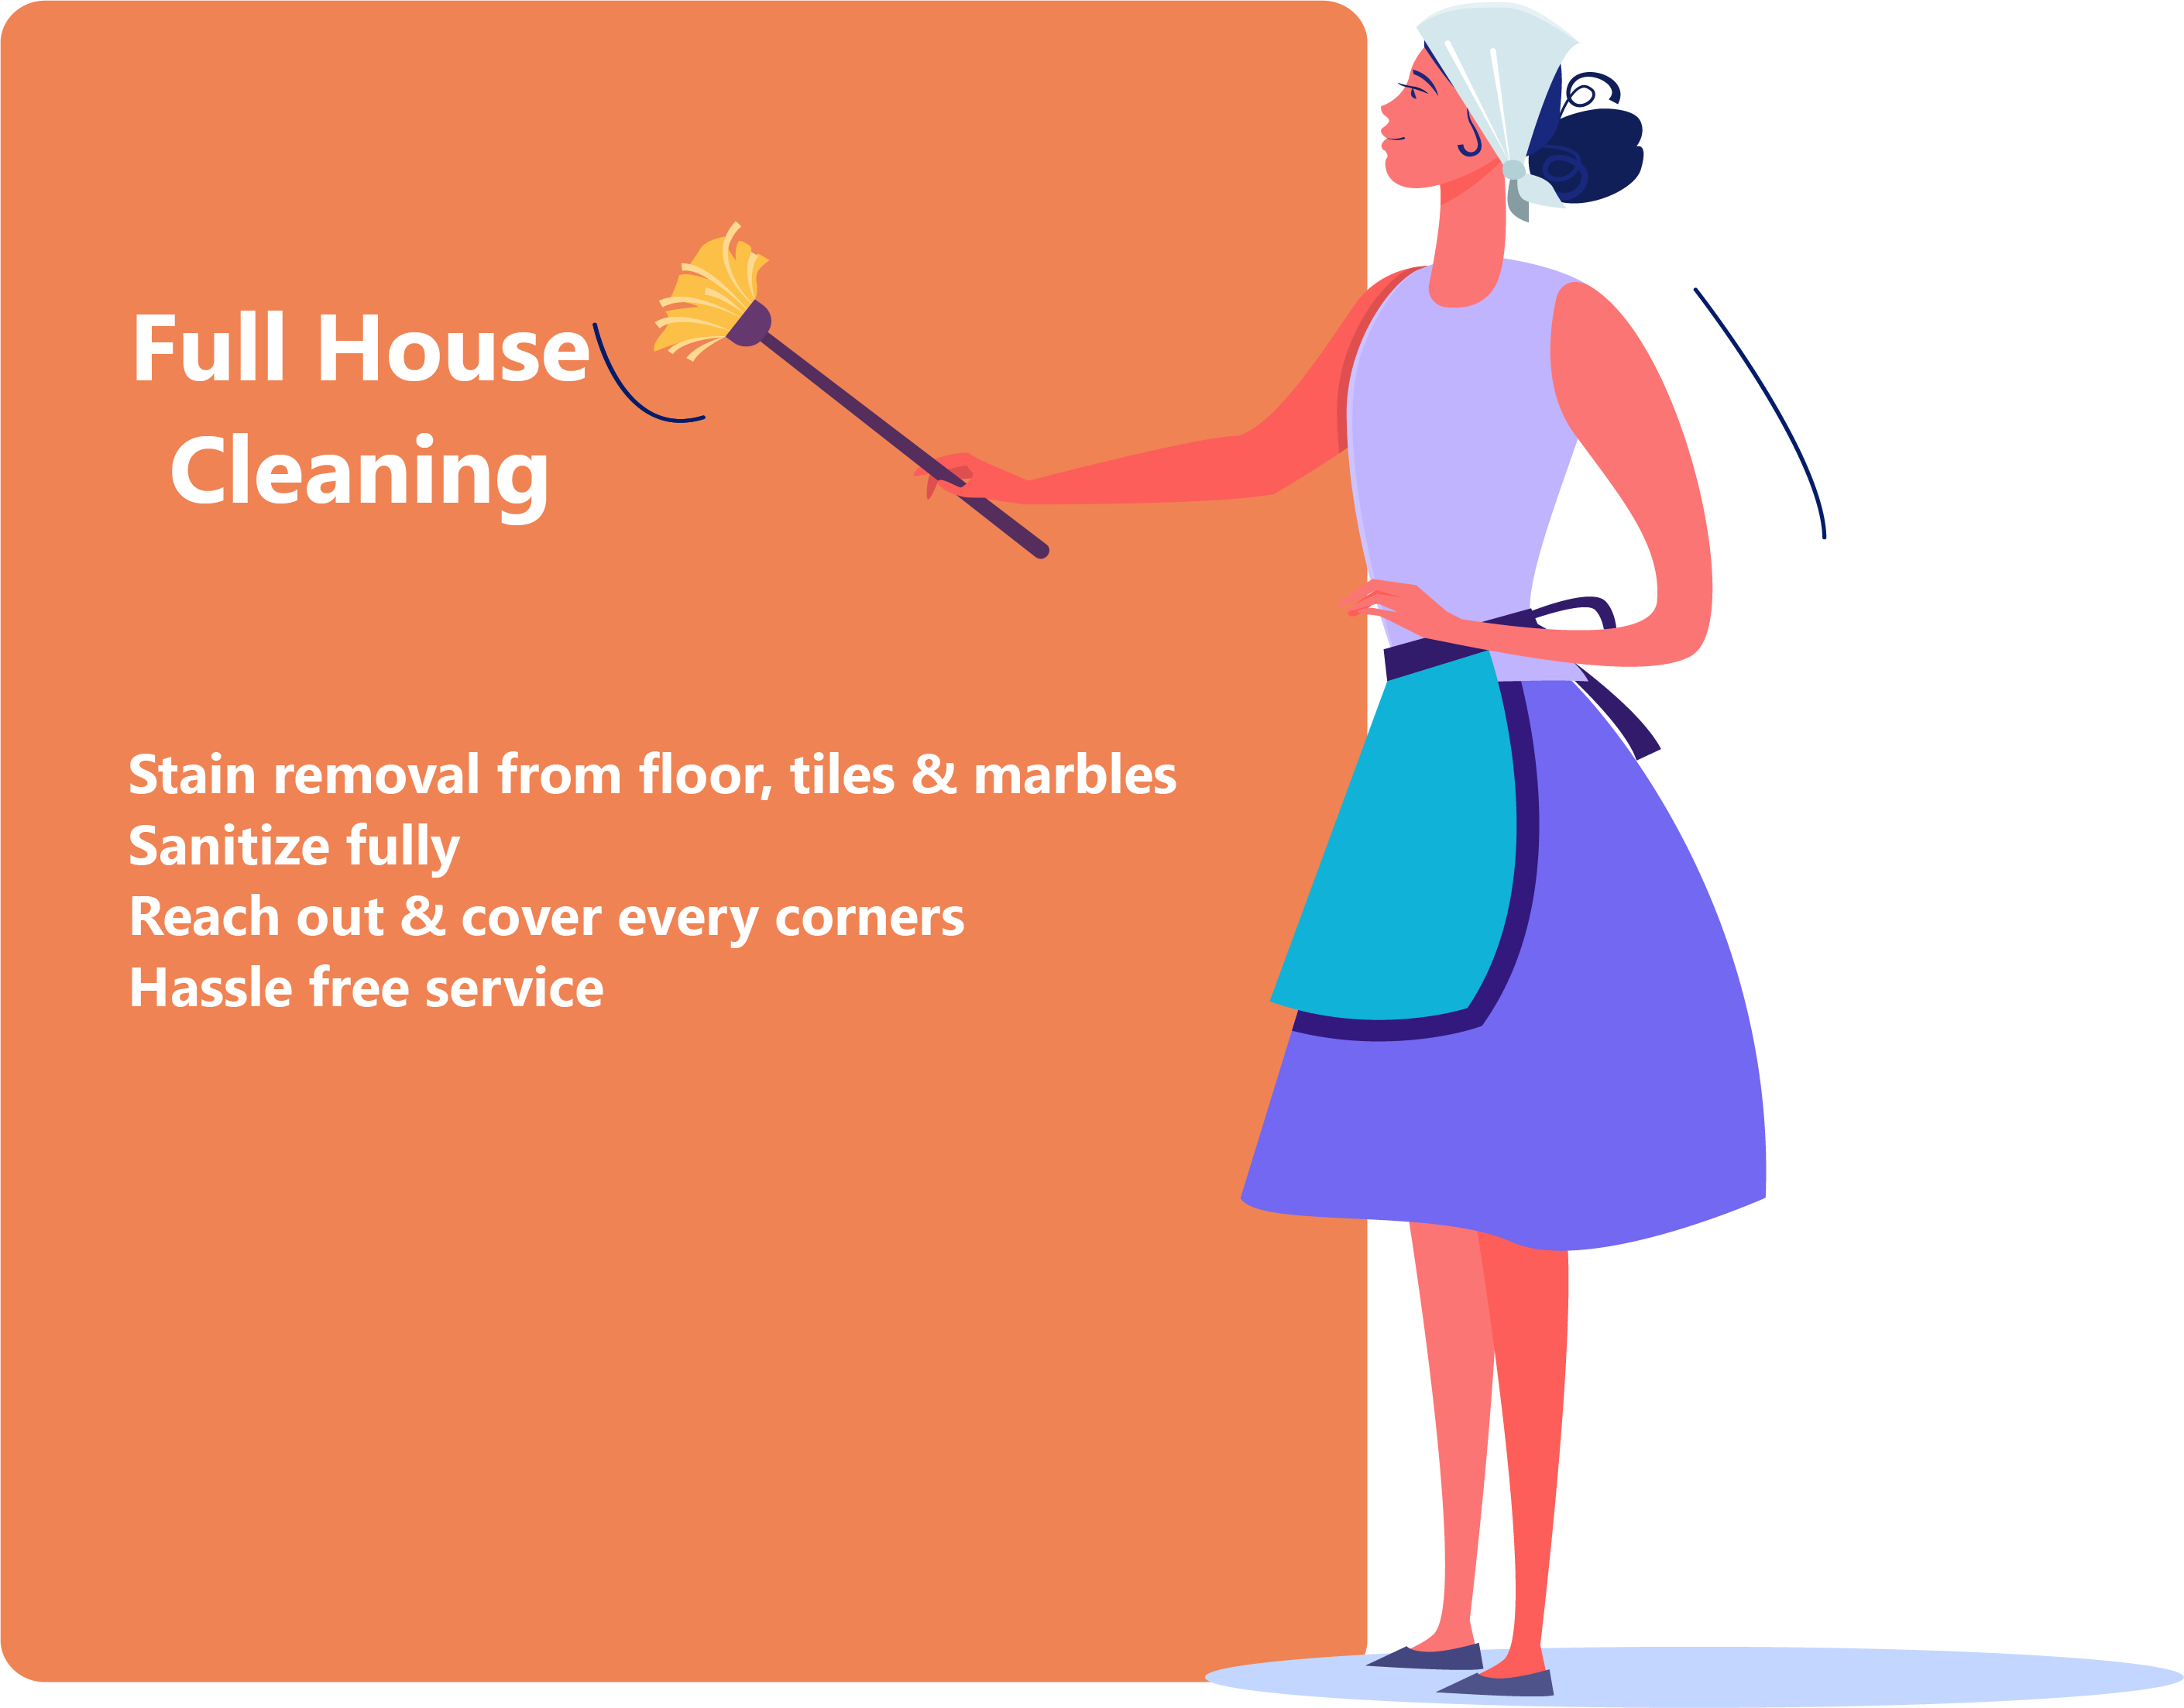 Full House
Cleaning
Stain removal from floor, tiles & marbles
Sanitize fully
Reach out & cover every corners
Hassle free service